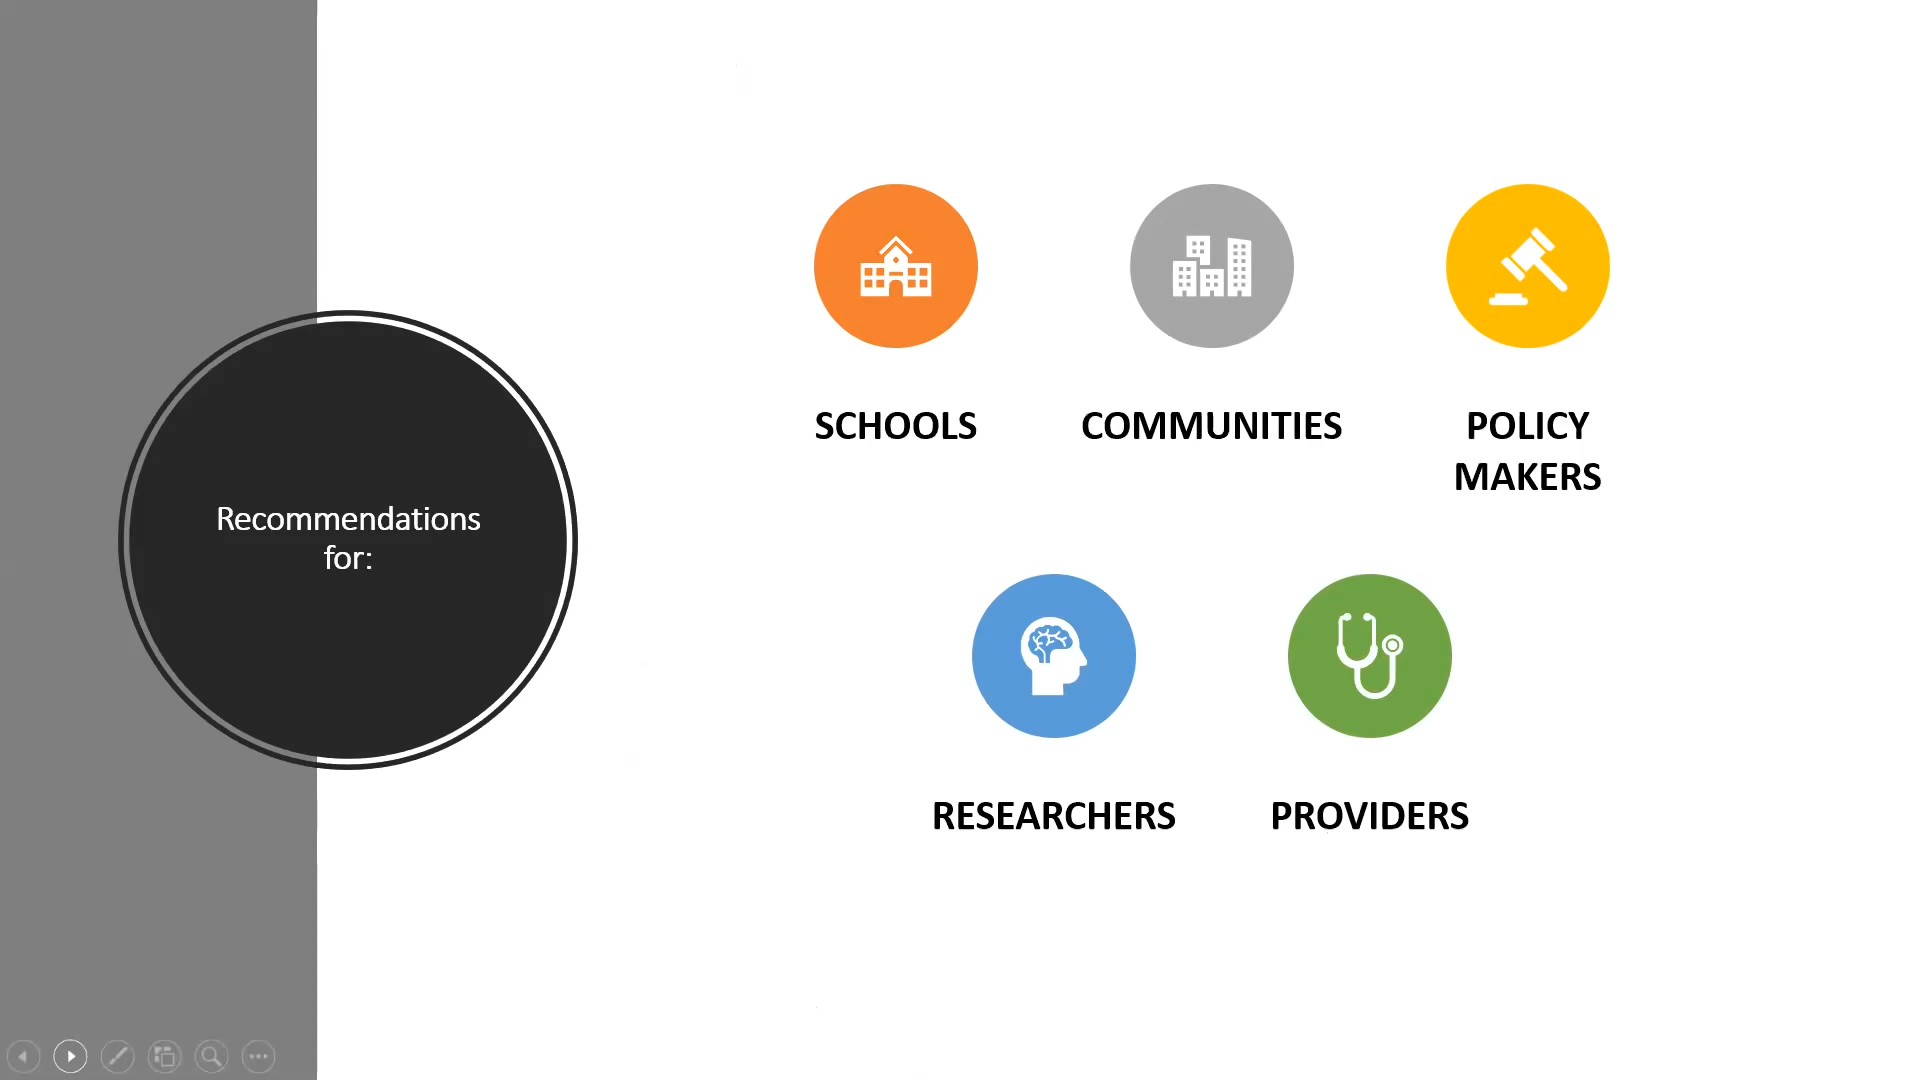 Recommendations
for:
SCHOOLS
COMMUNITIES
POLICY
MAKERS
RESEARCHERS
PROVIDERS